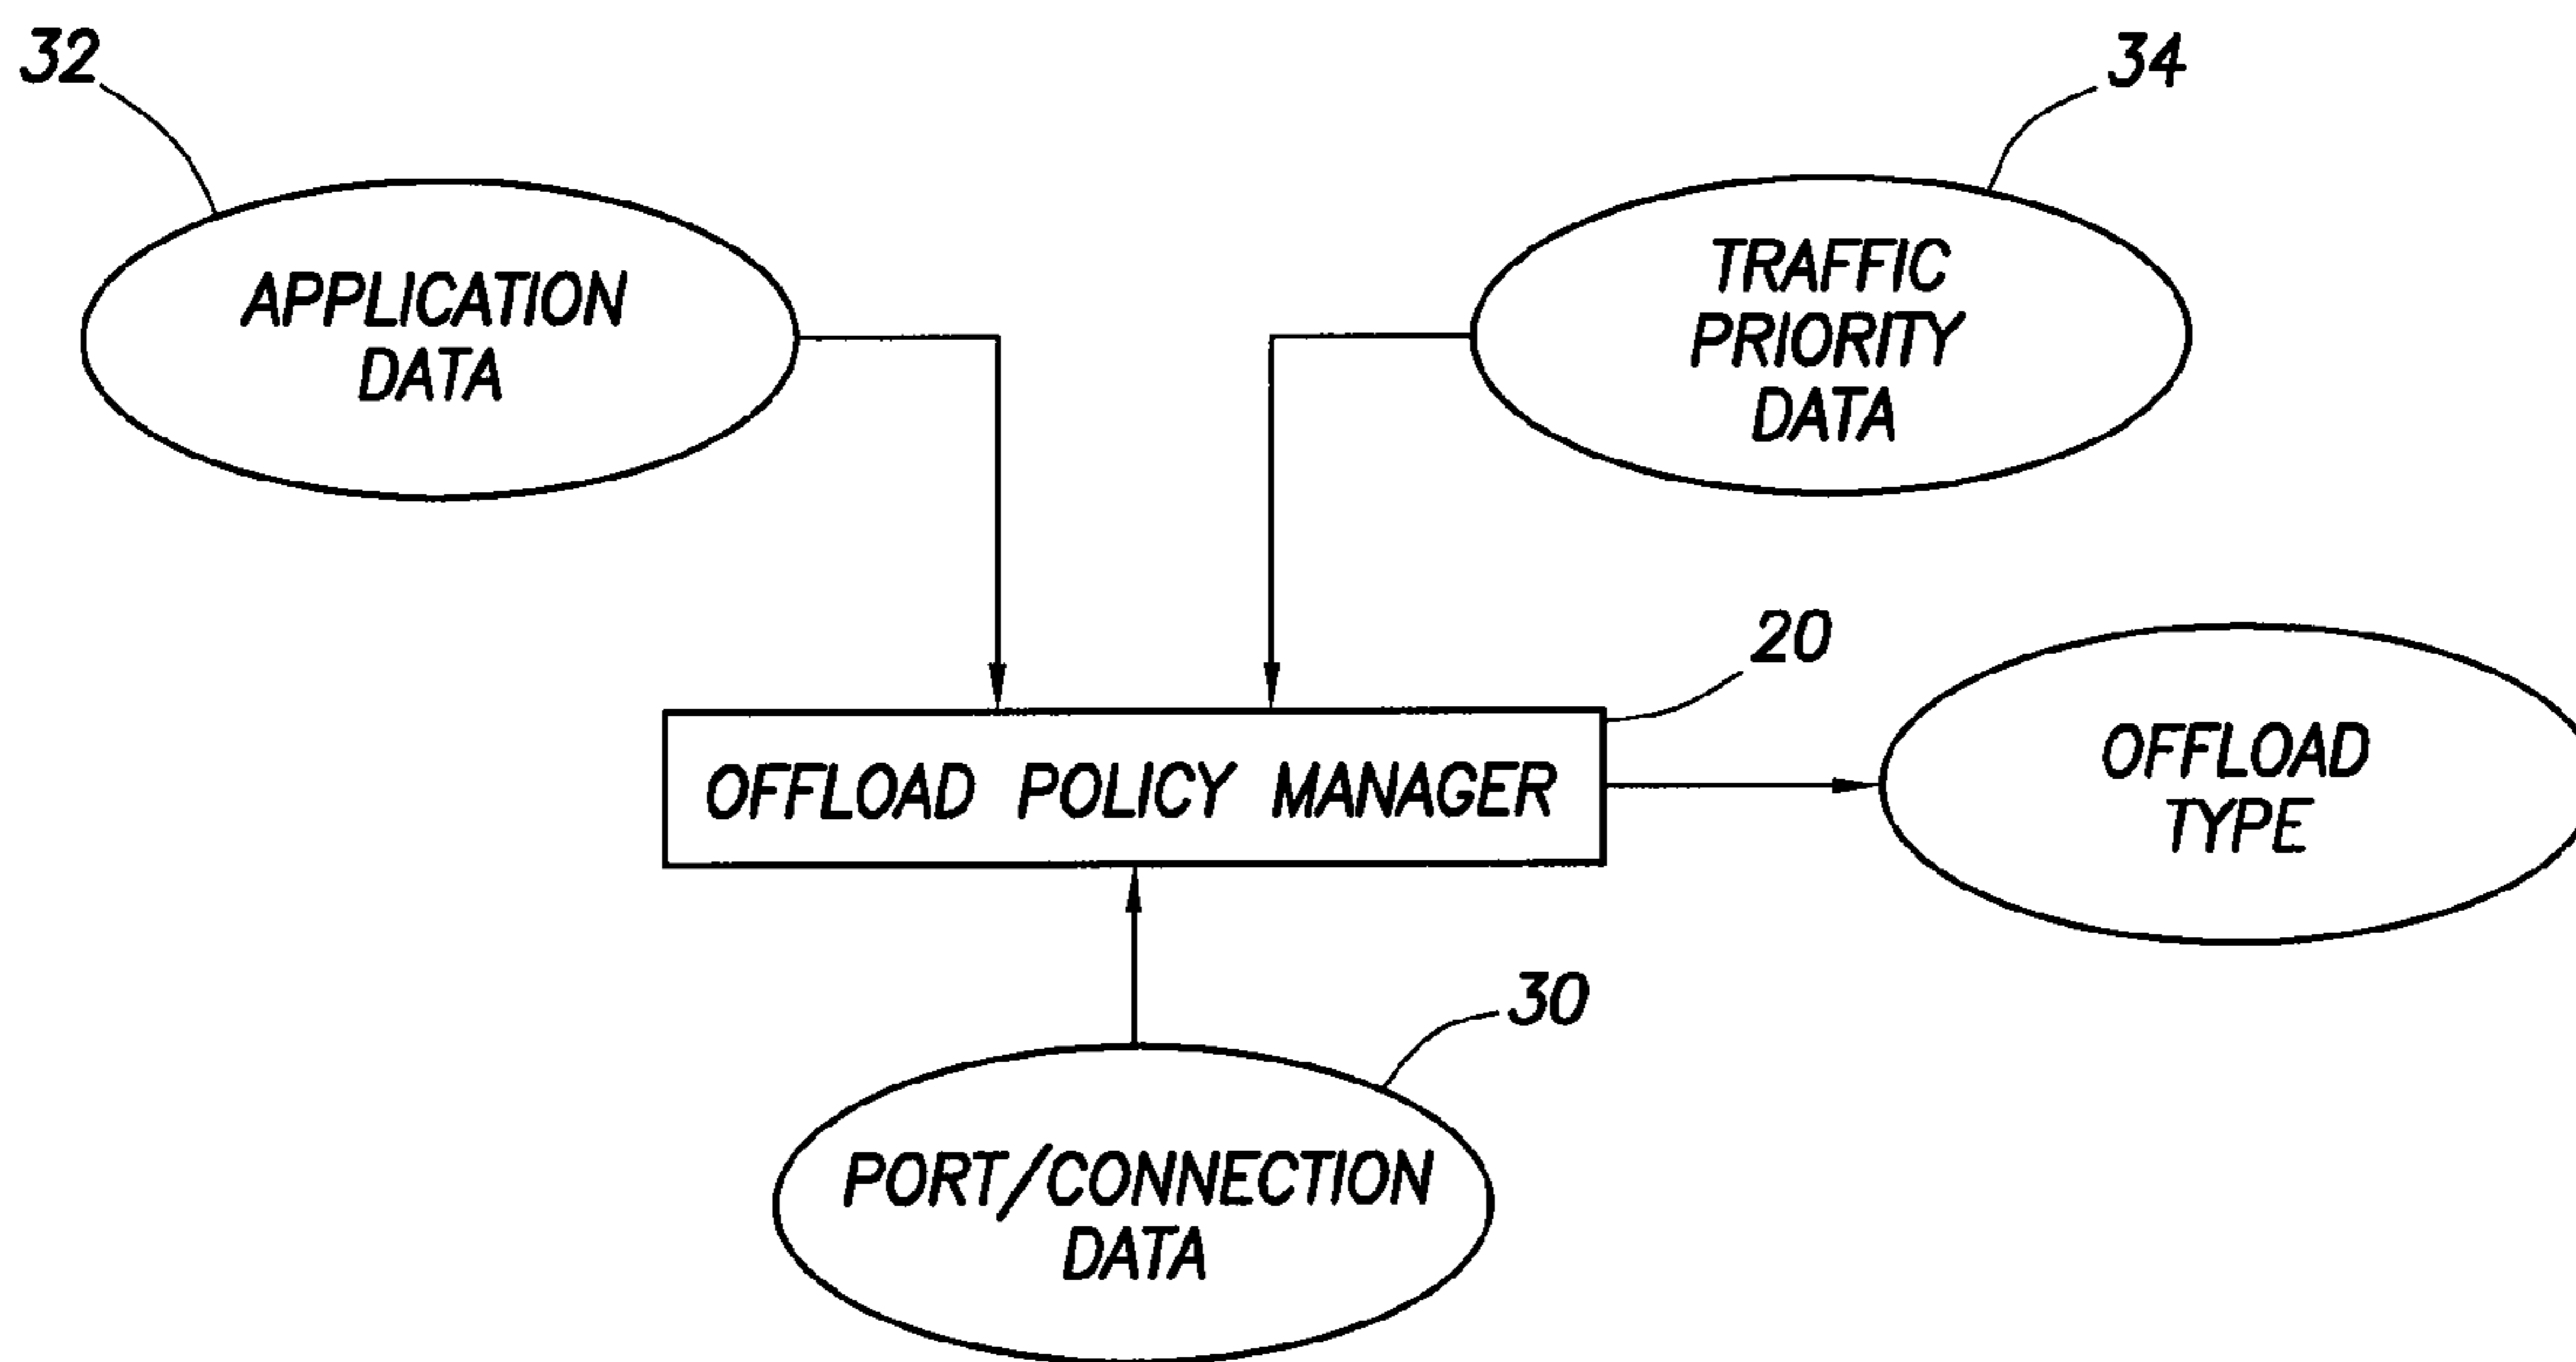 32
34
APPLICATION
DATA
TRAFFIC
PRIORITY
DATA
20
OFFLOAD POLICY MANAGER
OFFLOAD
TYPE
30
PORT/CONNECTION
DATA